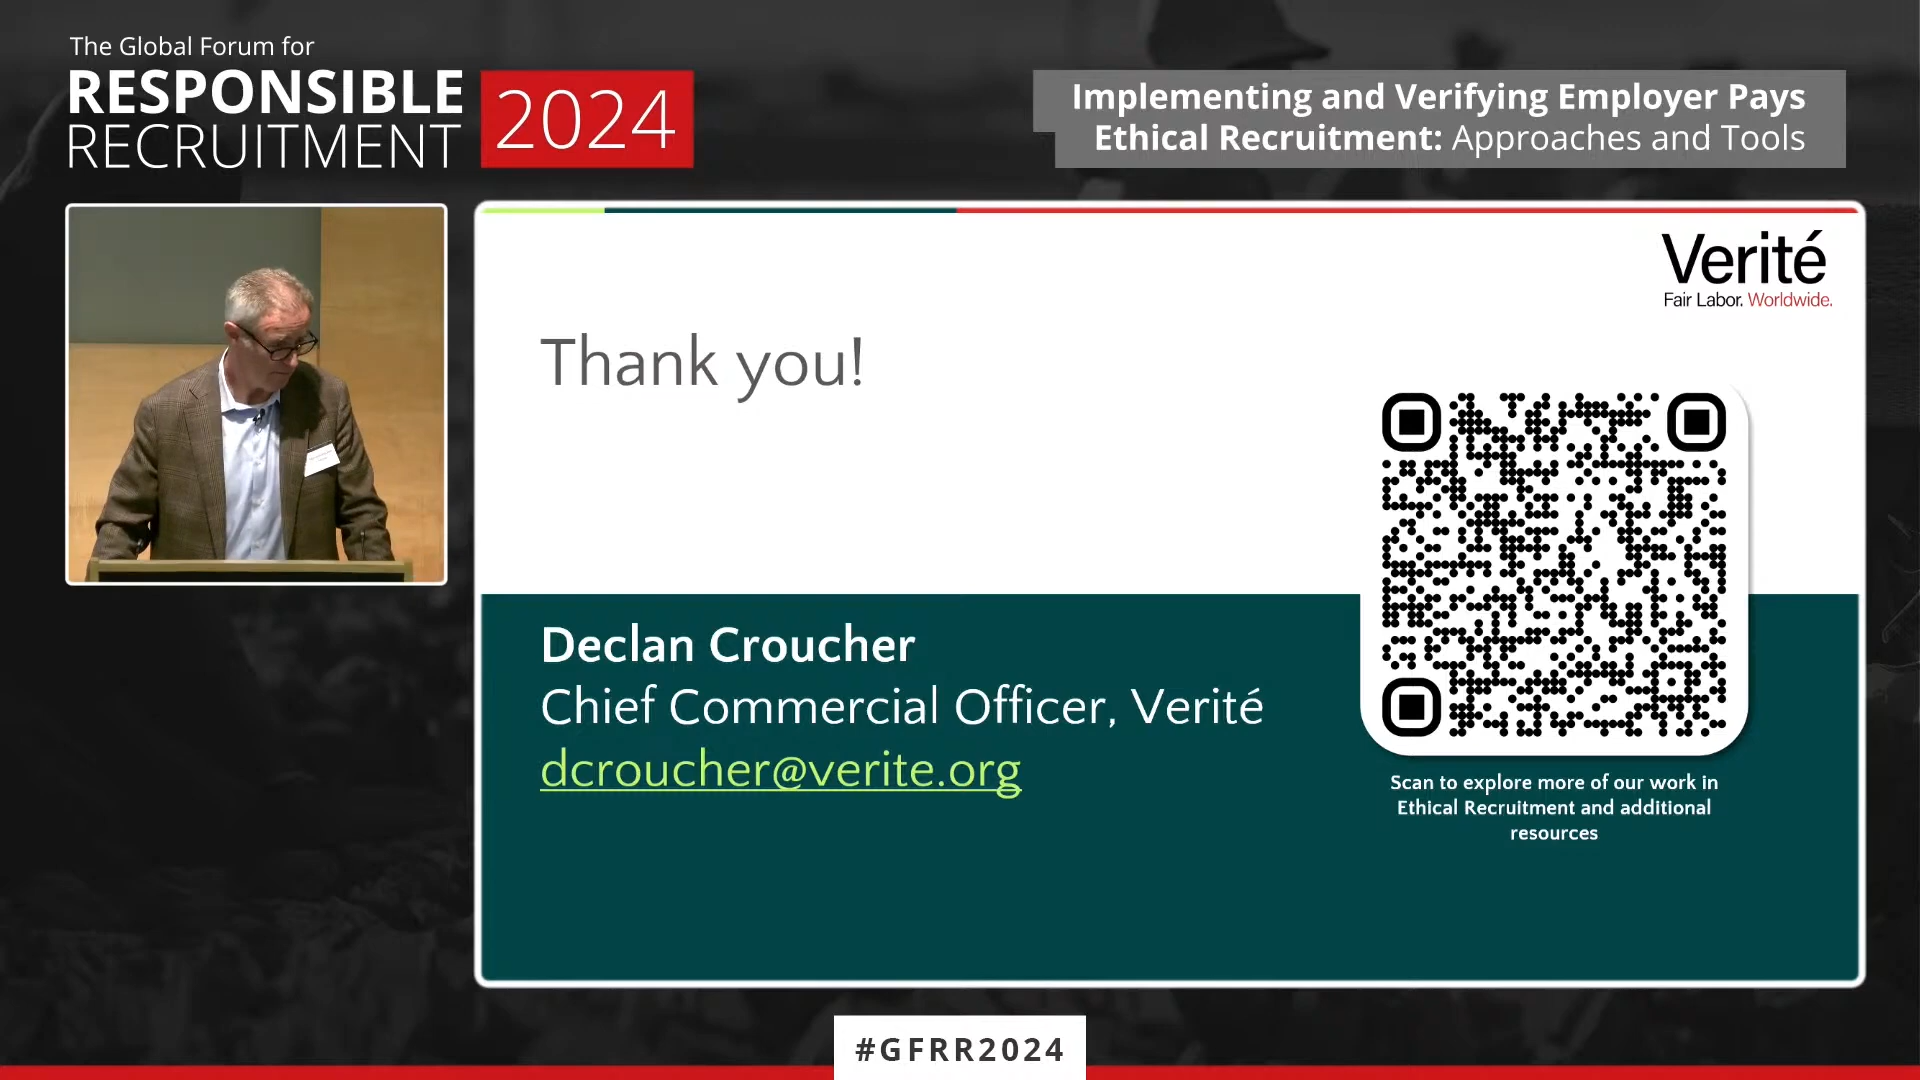 The Global Forum for
RESPONSIBLE
RECRUITMENT
2024
Implementing and Verifying Employer Pays
Ethical Recruitment: Approaches and Tools
Verité
Fair Labor. Worldwide.
Thank you!
Declan Croucher
Chief Commercial Officer, Verité
dcroucher@verite.org
Scan to explore more of our work in
Ethical Recruitment and additional
resources
#GFRR2024